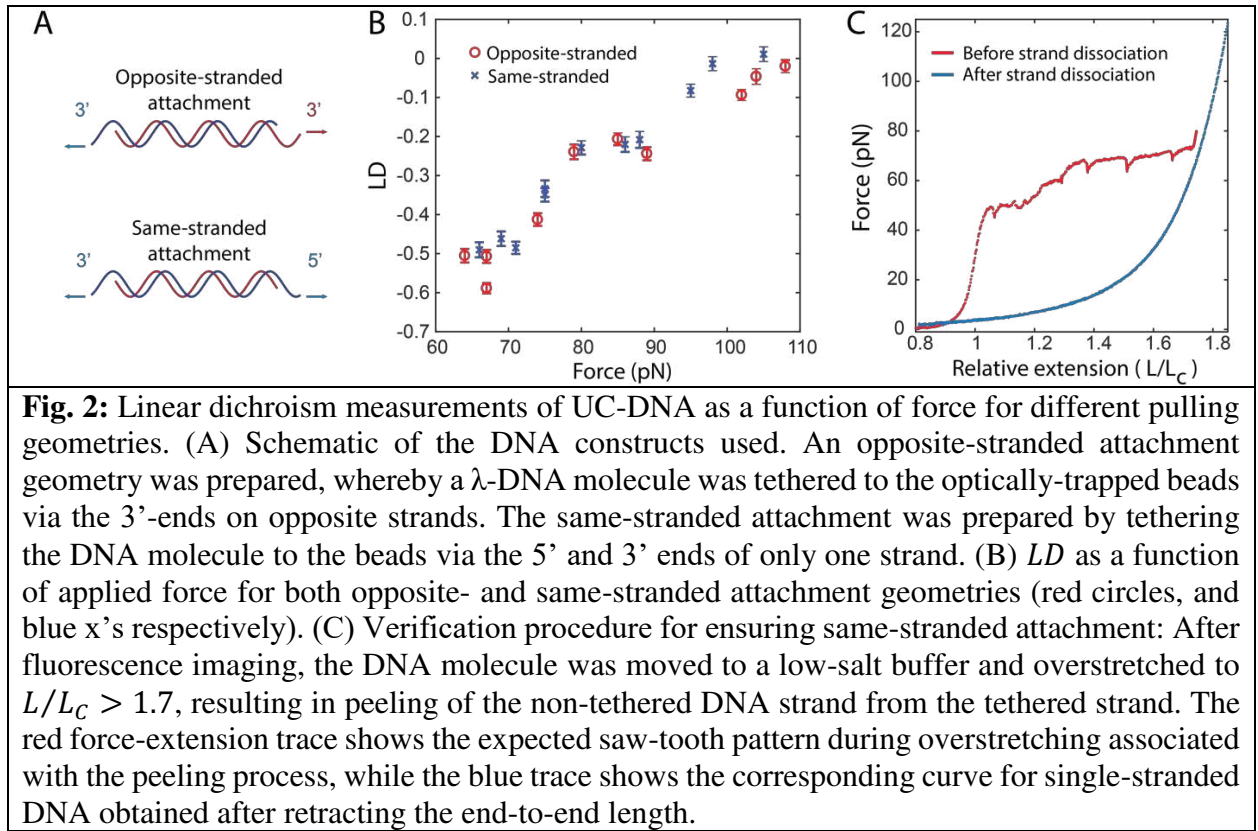 A
Opposite-stranded
attachment
3’ 3’
Same-stranded
attachment
3’ 5’
B
Opposite-stranded
Same-stranded
0.1
0
-0.1
-0.2
-0.3
-0.4
-0.5
-0.6
-0.7
LD
60 70 80 90 100 110
Force (pN)
C
Before strand dissociation
After strand dissociation
120
100
80
60
40
20
0
Force (pN)
0.8 1 1.2 1.4 1.6 1.8
Relative extension ( L/LC )
Fig. 2: Linear dichroism measurements of UC-DNA as a function of force for different pulling
geometries. (A) Schematic of the DNA constructs used. An opposite-stranded attachment
geometry was prepared, whereby a λ-DNA molecule was tethered to the optically-trapped beads
via the 3’-ends on opposite strands. The same-stranded attachment was prepared by tethering
the DNA molecule to the beads via the 5’ and 3’ ends of only one strand. (B) LD as a function
of applied force for both opposite- and same-stranded attachment geometries (red circles, and
blue x’s respectively). (C) Verification procedure for ensuring same-stranded attachment: After
fluorescence imaging, the DNA molecule was moved to a low-salt buffer and overstretched to
L/LC > 1.7, resulting in peeling of the non-tethered DNA strand from the tethered strand. The
red force-extension trace shows the expected saw-tooth pattern during overstretching associated
with the peeling process, while the blue trace shows the corresponding curve for single-stranded
DNA obtained after retracting the end-to-end length.